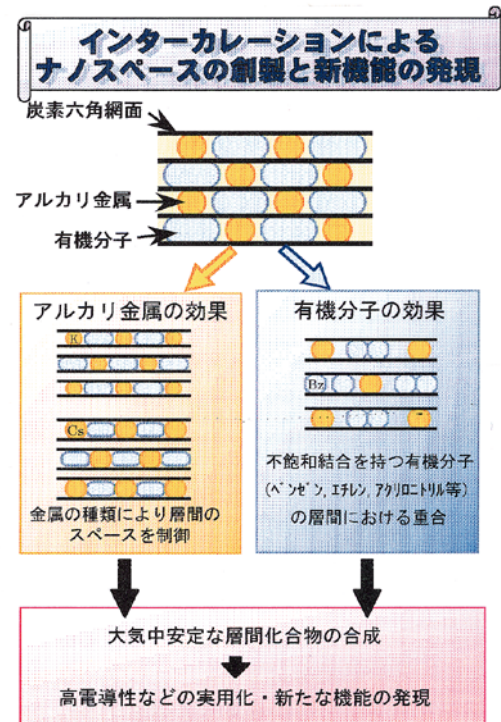 インターカレーションによる
ナノスペースの創製と新機能の発現
炭素六角網面
アルカリ金属
有機分子
アルカリ金属の効果
K
Cs
金属の種類により層間の
スペースを制御
有機分子の効果
Bz
不飽和結合を持つ有機分子
(ベンゼン,エチレン,アクリロニトリル等)
の層間における重合
大気中安定な層間化合物の合成
高電導性などの実用化・新たな機能の発現